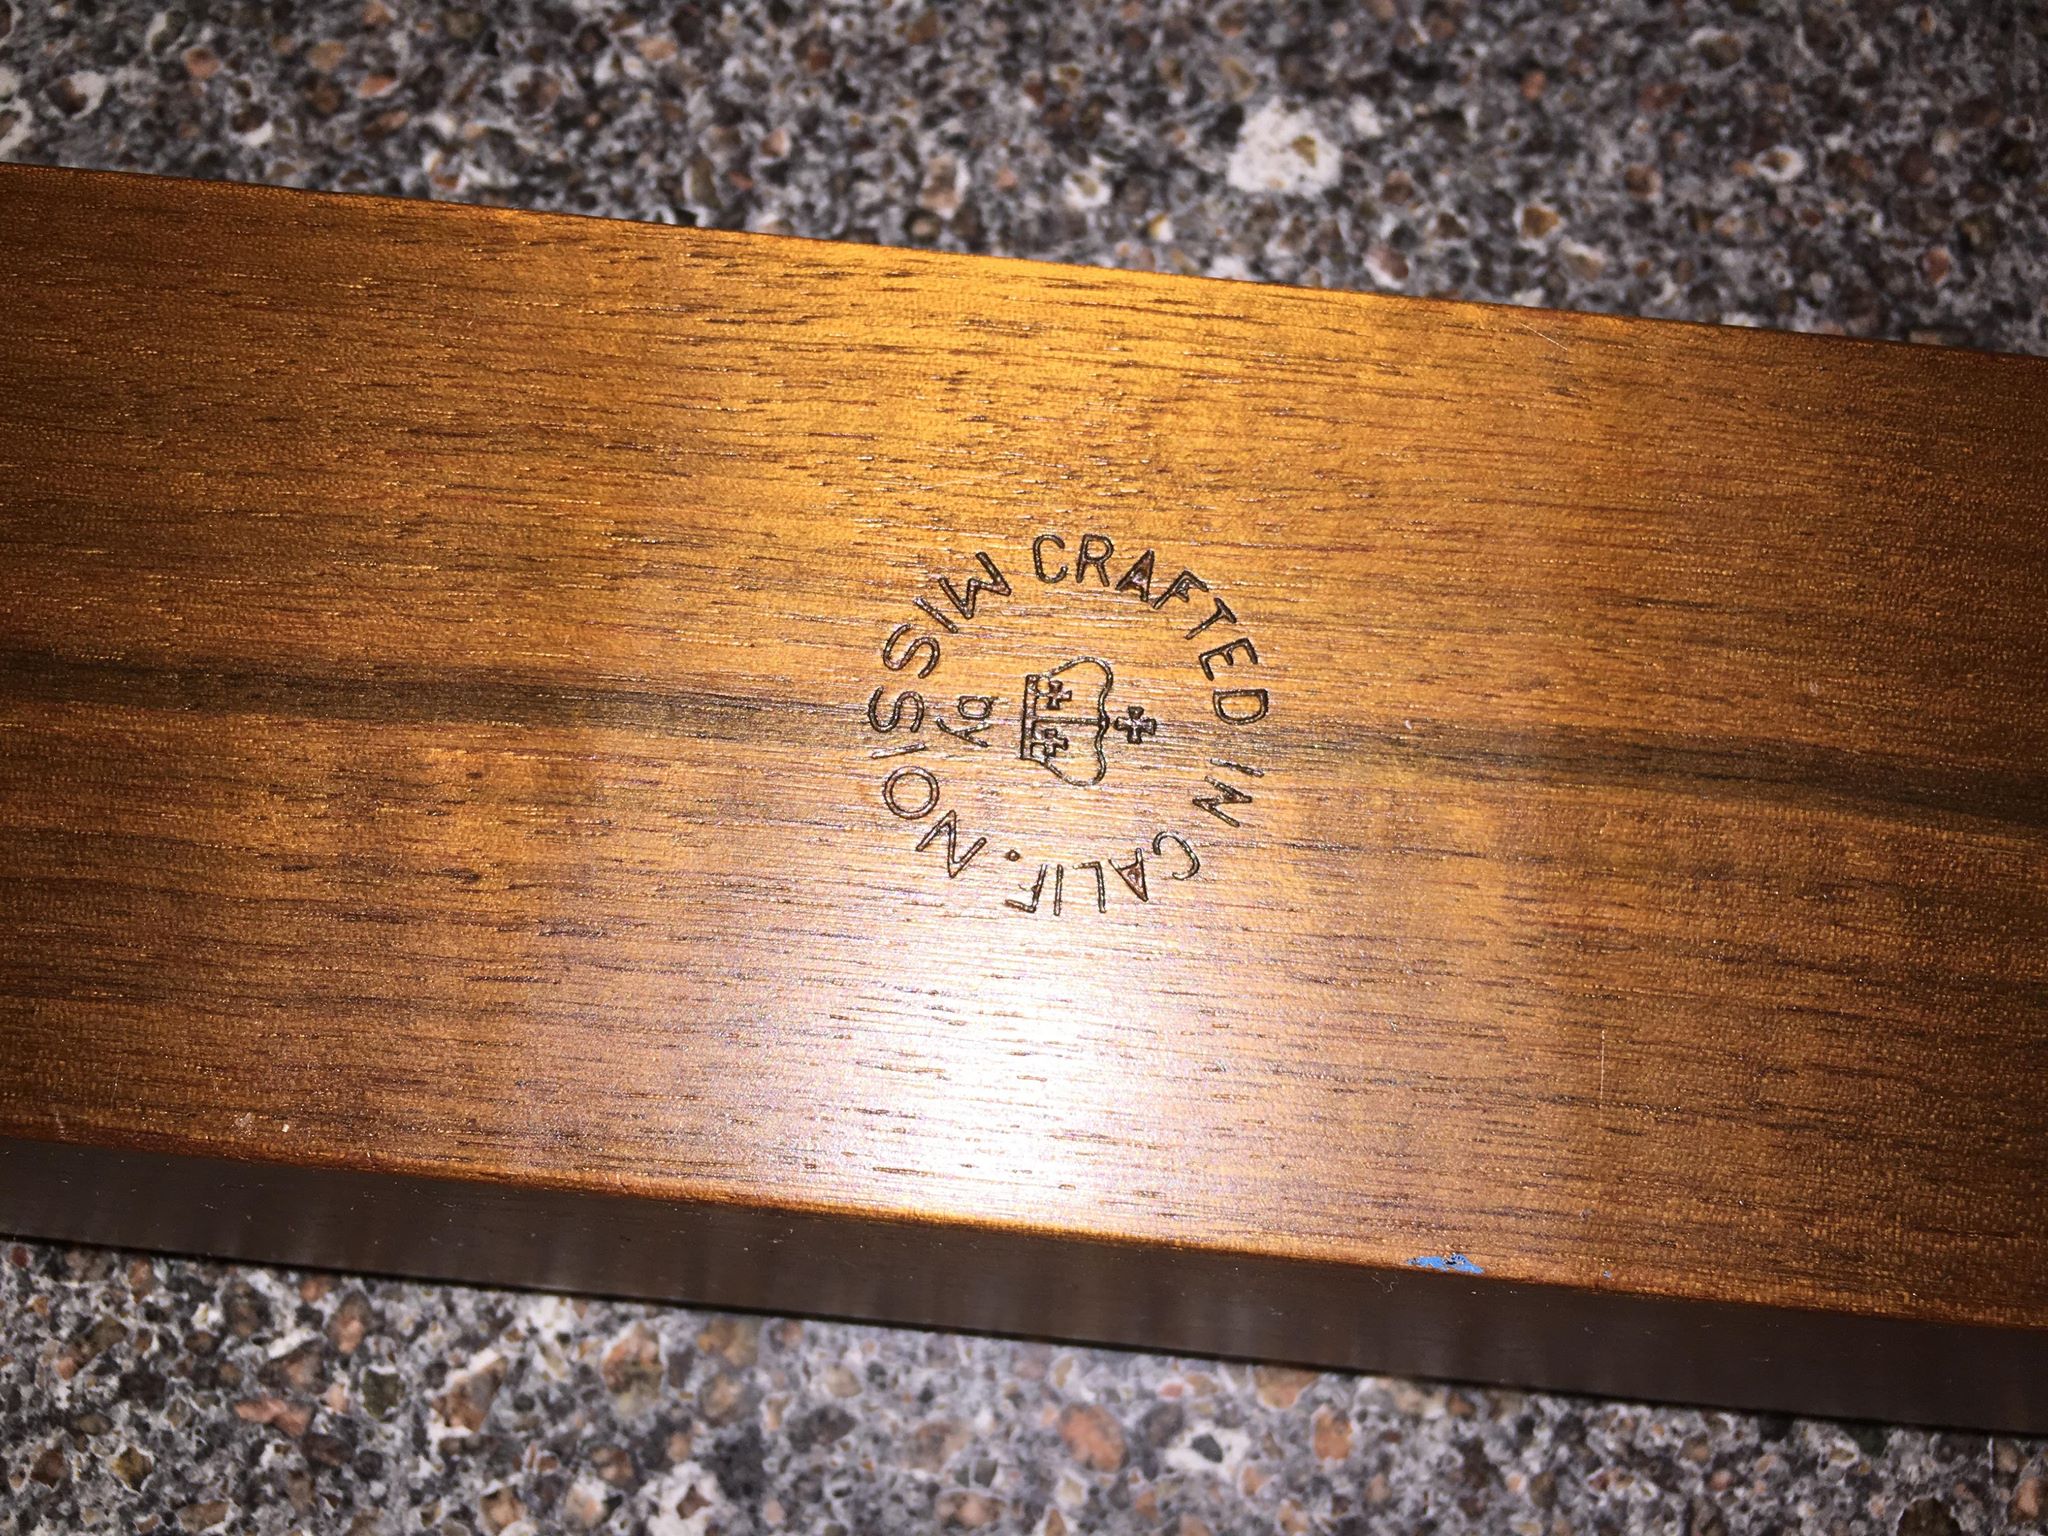 CRAFTED IN CALIF.
by
MISSION